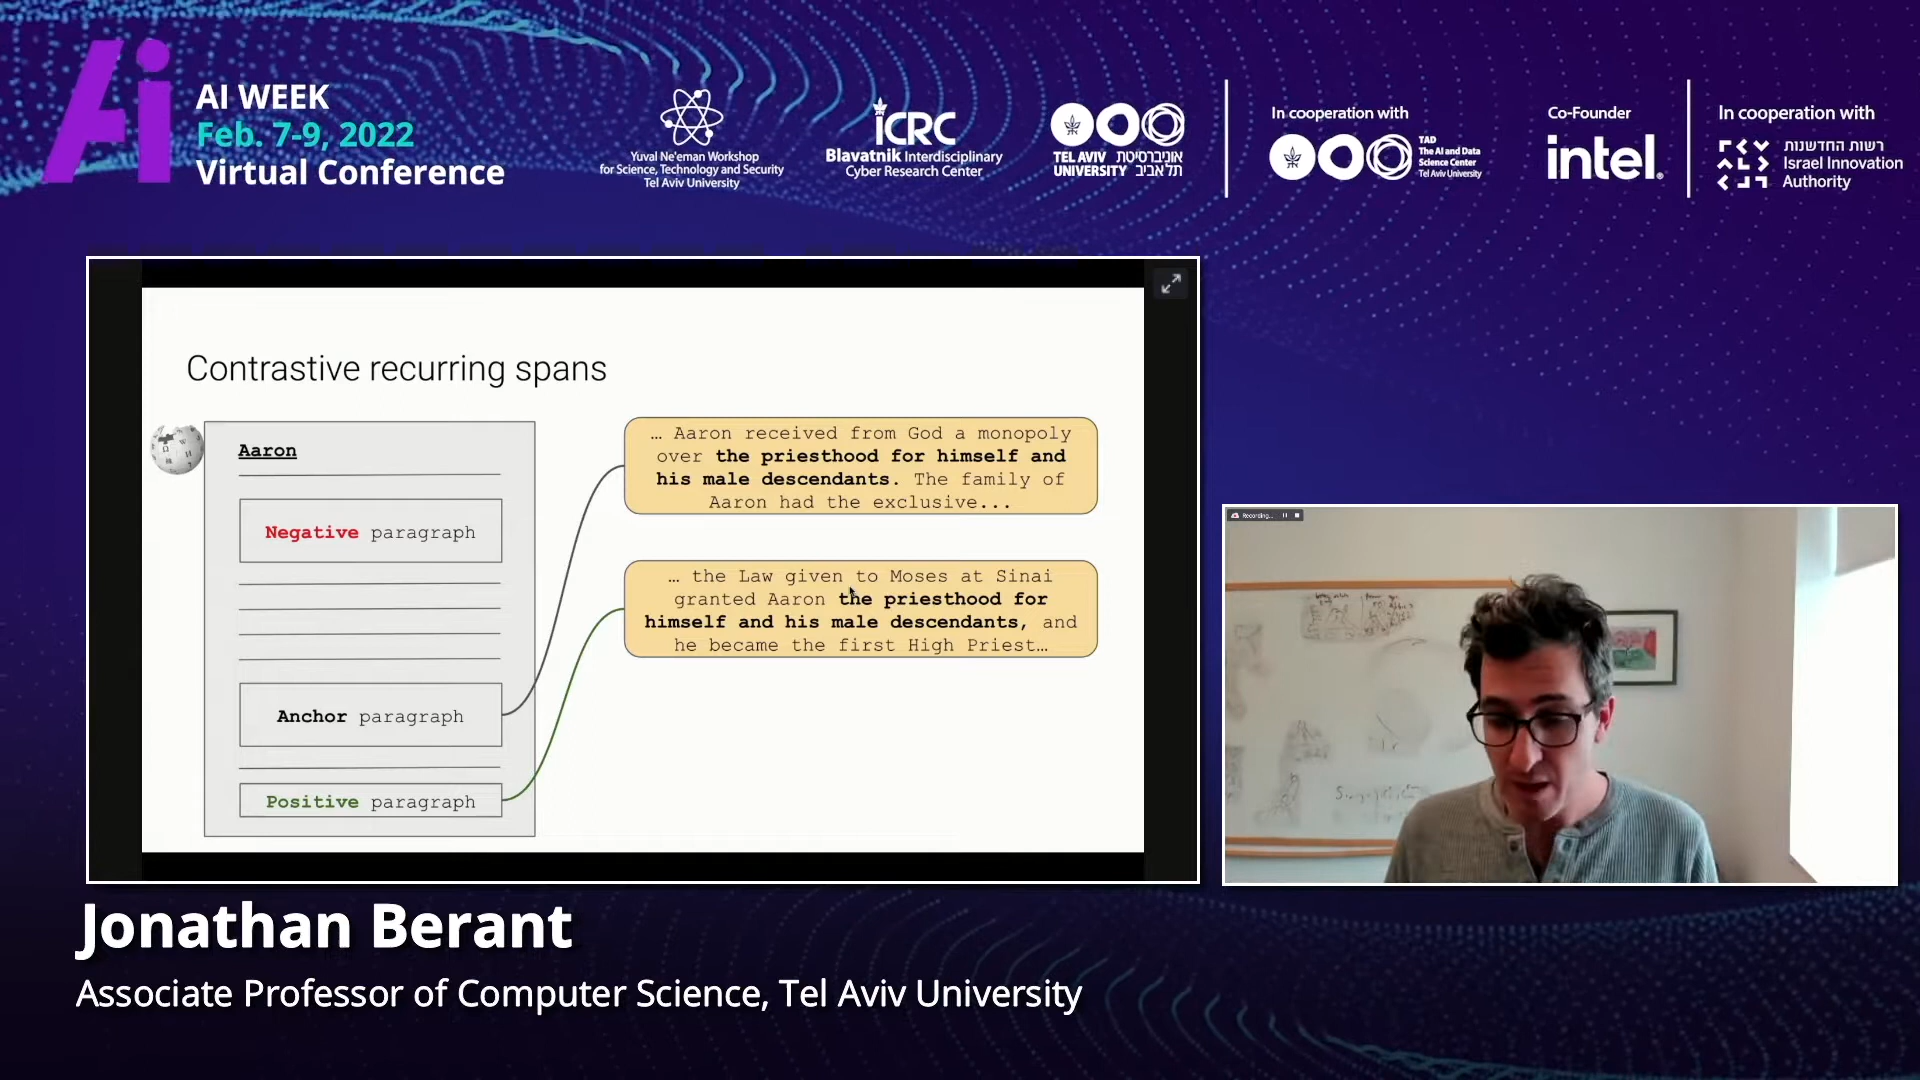 Ai
AI WEEK
Feb. 7-9, 2022
Virtual Conference
Yuval Ne'eman Workshop
for Science, Technology and Security
Tel Aviv University
ICRC
Blavatnik Interdisciplinary
Cyber Research Center
TEL AVIV אוניברסיטת
UNIVERSITY תל אביב
In cooperation with
TAD
The AI and Data
Science Center
Tel Aviv University
Co-Founder
intel.
In cooperation with
רשות החדשנות
Israel Innovation
Authority
Contrastive recurring spans
Aaron
Negative paragraph
Anchor paragraph
Positive paragraph
… Aaron received from God a monopoly
over the priesthood for himself and
his male descendants. The family of
Aaron had the exclusive...
… the Law given to Moses at Sinai
granted Aaron the priesthood for
himself and his male descendants, and
he became the first High Priest…
Recording...
Jonathan Berant
Associate Professor of Computer Science, Tel Aviv University